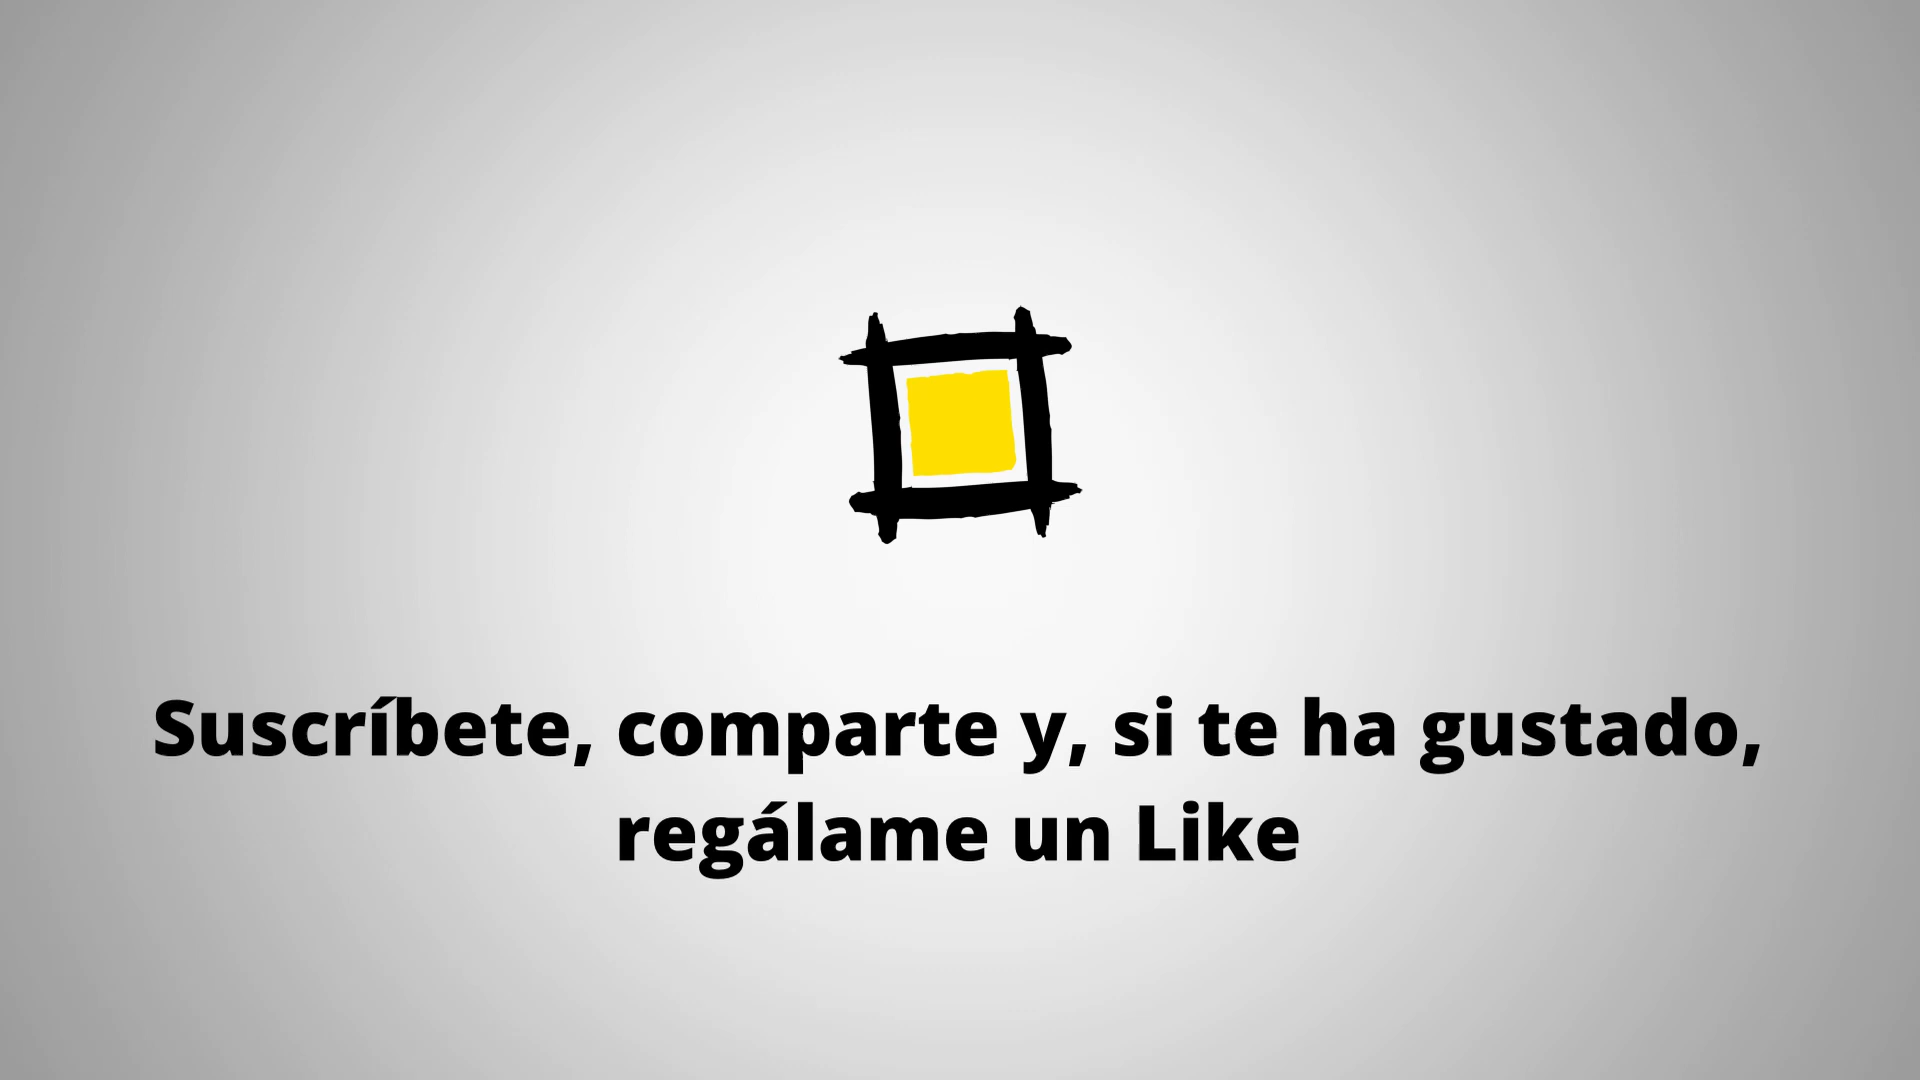 Suscríbete, comparte y, si te ha gustado,
regálame un Like